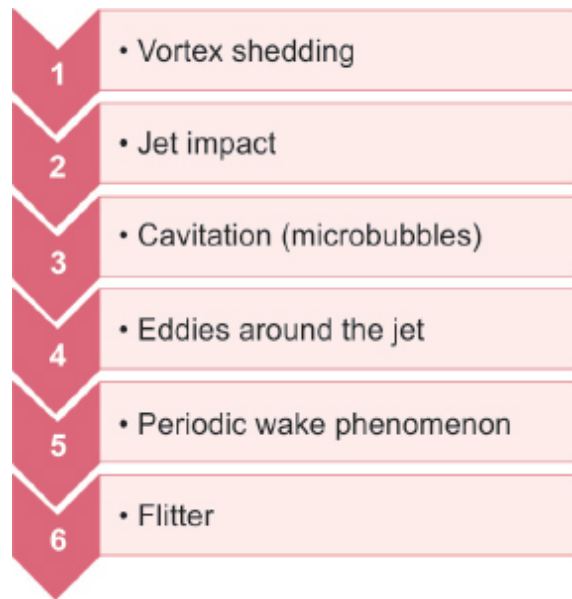 1 • Vortex shedding
2 • Jet impact
3 • Cavitation (microbubbles)
4 • Eddies around the jet
5 • Periodic wake phenomenon
6 • Flitter